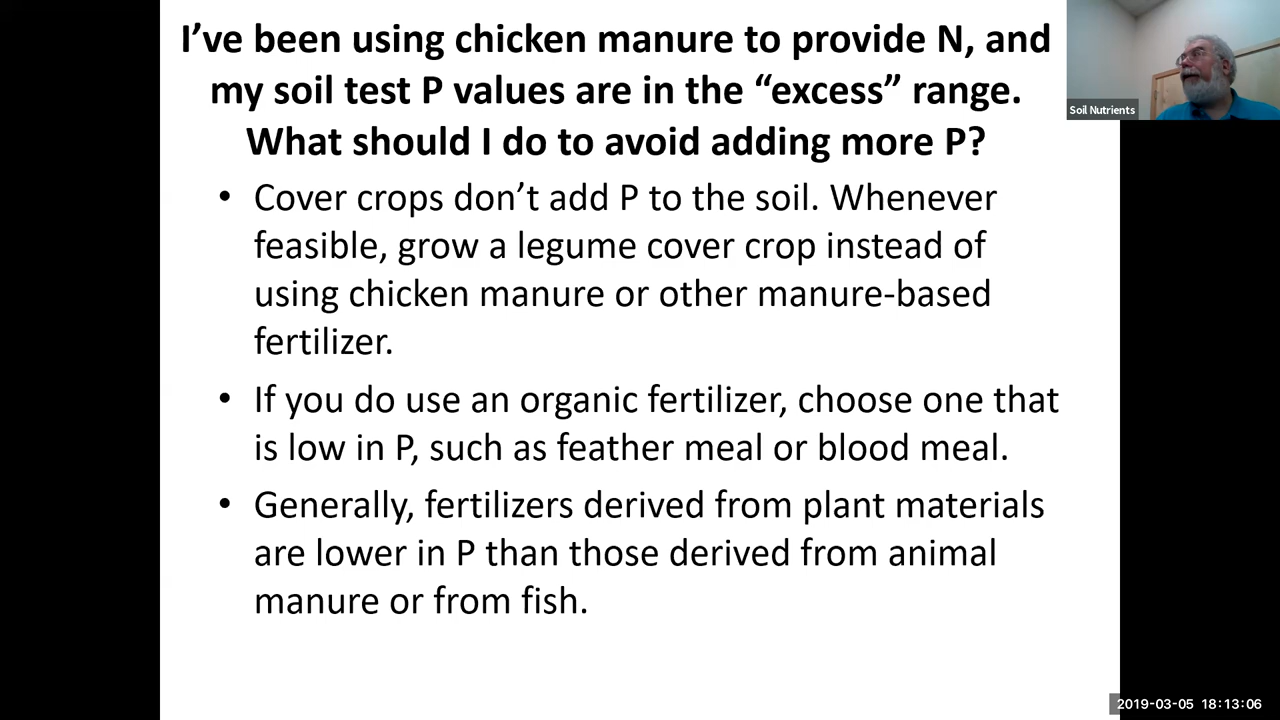 I’ve been using chicken manure to provide N, and
my soil test P values are in the “excess” range.
What should I do to avoid adding more P?
• Cover crops don’t add P to the soil. Whenever
feasible, grow a legume cover crop instead of
using chicken manure or other manure-based
fertilizer.
• If you do use an organic fertilizer, choose one that
is low in P, such as feather meal or blood meal.
• Generally, fertilizers derived from plant materials
are lower in P than those derived from animal
manure or from fish.
Soil Nutrients
2019-03-05 18:13:06